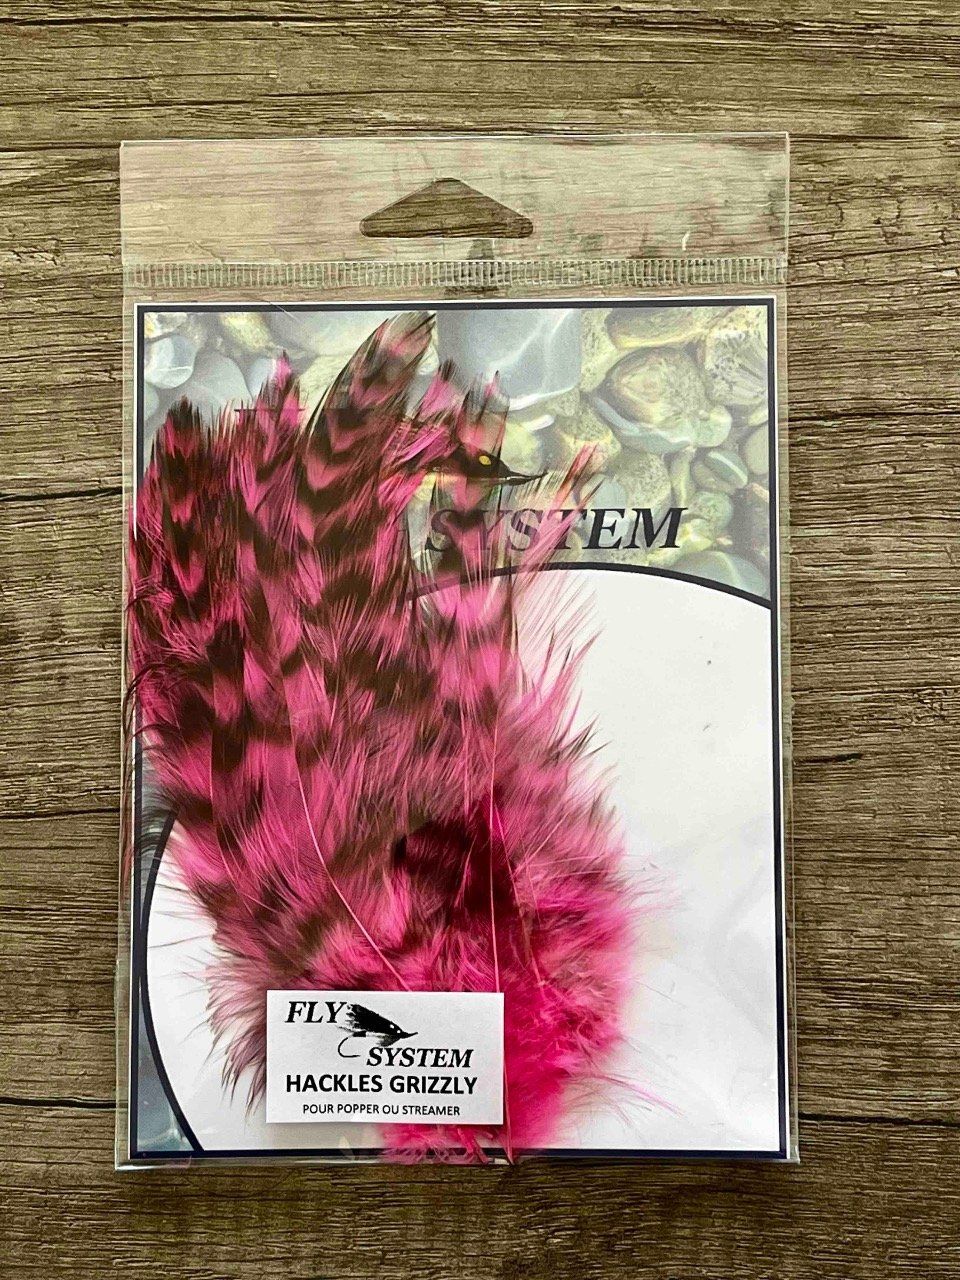 SYSTEM
FLY
SYSTEM
HACKLES GRIZZLY
POUR POPPER OU STREAMER